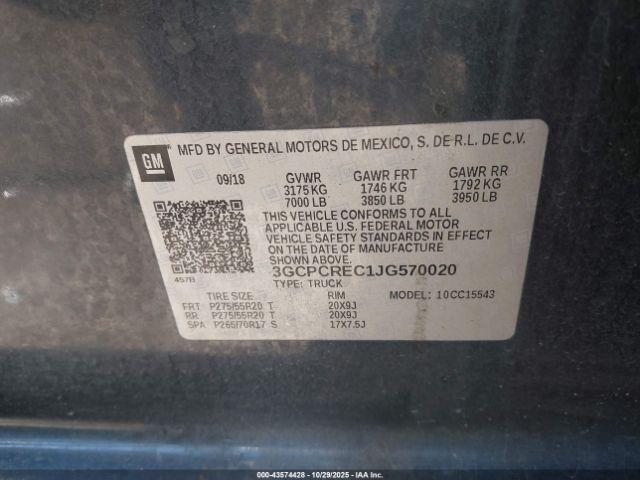 GM
MFD BY GENERAL MOTORS DE MEXICO, S. DE R.L. DE C.V.
09/18 GVWR GAWR FRT GAWR RR
3175 KG 1746 KG 1792 KG
7000 LB 3850 LB 3950 LB
THIS VEHICLE CONFORMS TO ALL
APPLICABLE U.S. FEDERAL MOTOR
VEHICLE SAFETY STANDARDS IN EFFECT
ON THE DATE OF MANUFACTURE
SHOWN ABOVE.
457B 3GCPCREC1JG570020
TYPE: TRUCK
TIRE SIZE RIM MODEL: 10CC15543
FRT P275/55R20 T 20X9J
RR P275/55R20 T 20X9J
SPA P265/70R17 S 17X7.5J
000-43574428 - 10/29/2025 - IAA Inc.